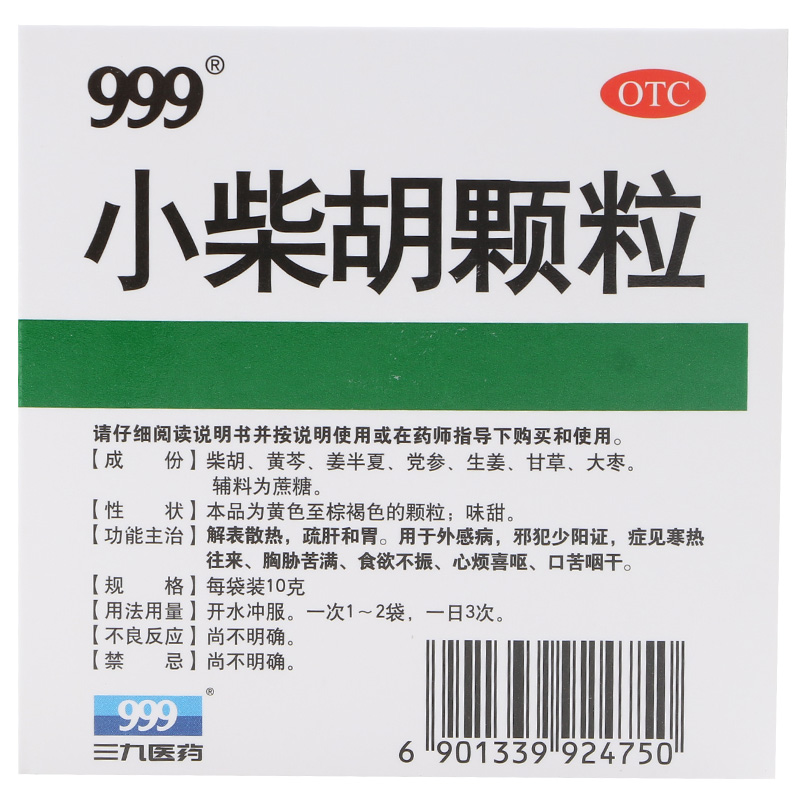 999®
OTC
小柴胡颗粒
请仔细阅读说明书并按说明使用或在药师指导下购买和使用。
【成 份】柴胡、黄芩、姜半夏、党参、生姜、甘草、大枣。
辅料为蔗糖。
【性 状】本品为黄色至棕褐色的颗粒；味甜。
【功能主治】解表散热，疏肝和胃。用于外感病，邪犯少阳证，症见寒热
往来、胸胁苦满、食欲不振、心烦喜呕、口苦咽干。
【规 格】每袋装10克
【用法用量】开水冲服。一次1～2袋，一日3次。
【不良反应】尚不明确。
【禁 忌】尚不明确。
999®
三九医药
6 901339 924750